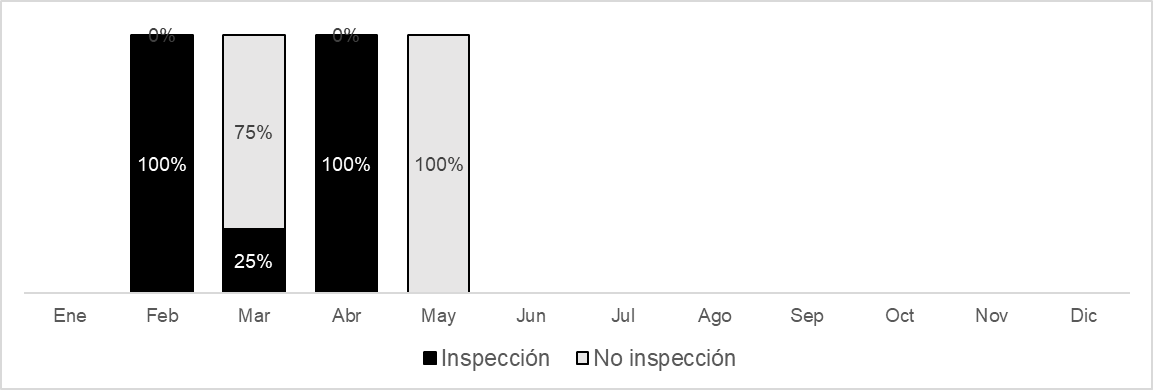 0% 0%
75%
100% 100% 100%
25%
Ene Feb Mar Abr May Jun Jul Ago Sep Oct Nov Dic
Inspección No inspección